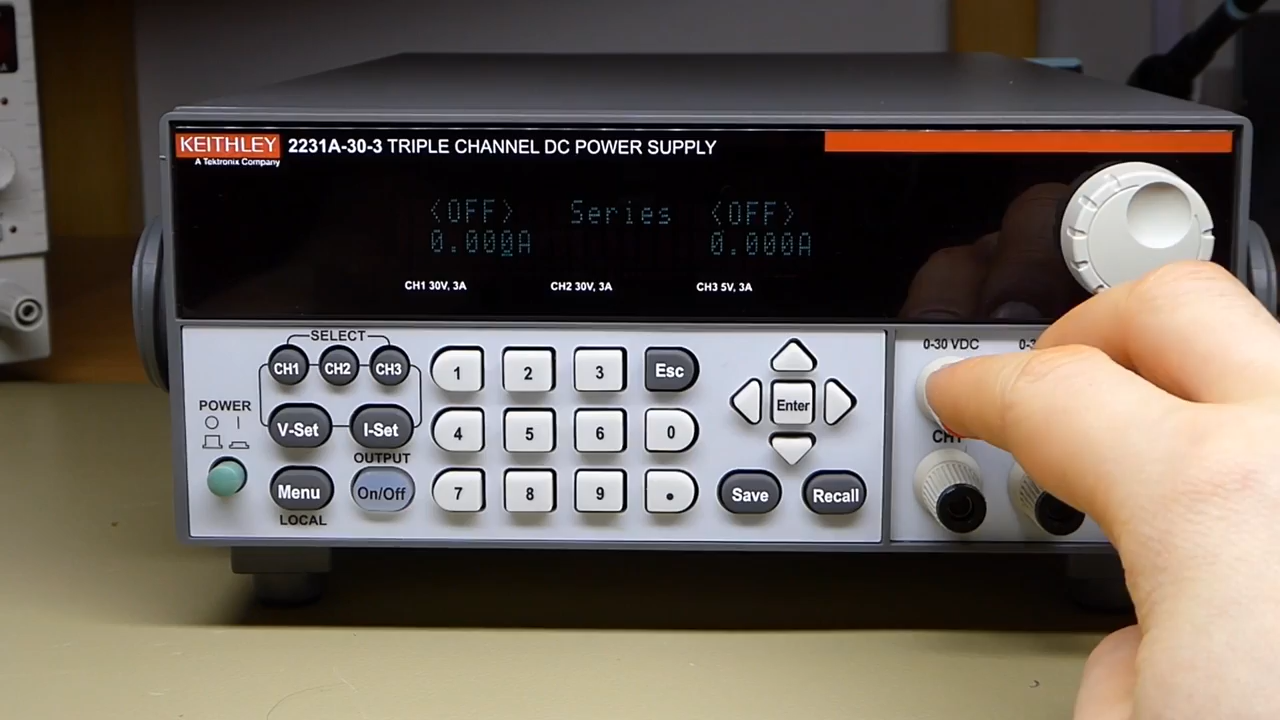 KEITHLEY 2231A-30-3 TRIPLE CHANNEL DC POWER SUPPLY
A Tektronix Company
<OFF> Series <OFF>
0.000A 0.000A
CH1 30V, 3A CH2 30V, 3A CH3 5V, 3A
SELECT
0-30 VDC
CH1 CH2 CH3 1 2 3 Esc
POWER
Enter
V-Set I-Set 4 5 6 0
CH1
OUTPUT
Menu On/Off 7 8 9 . Save Recall
LOCAL